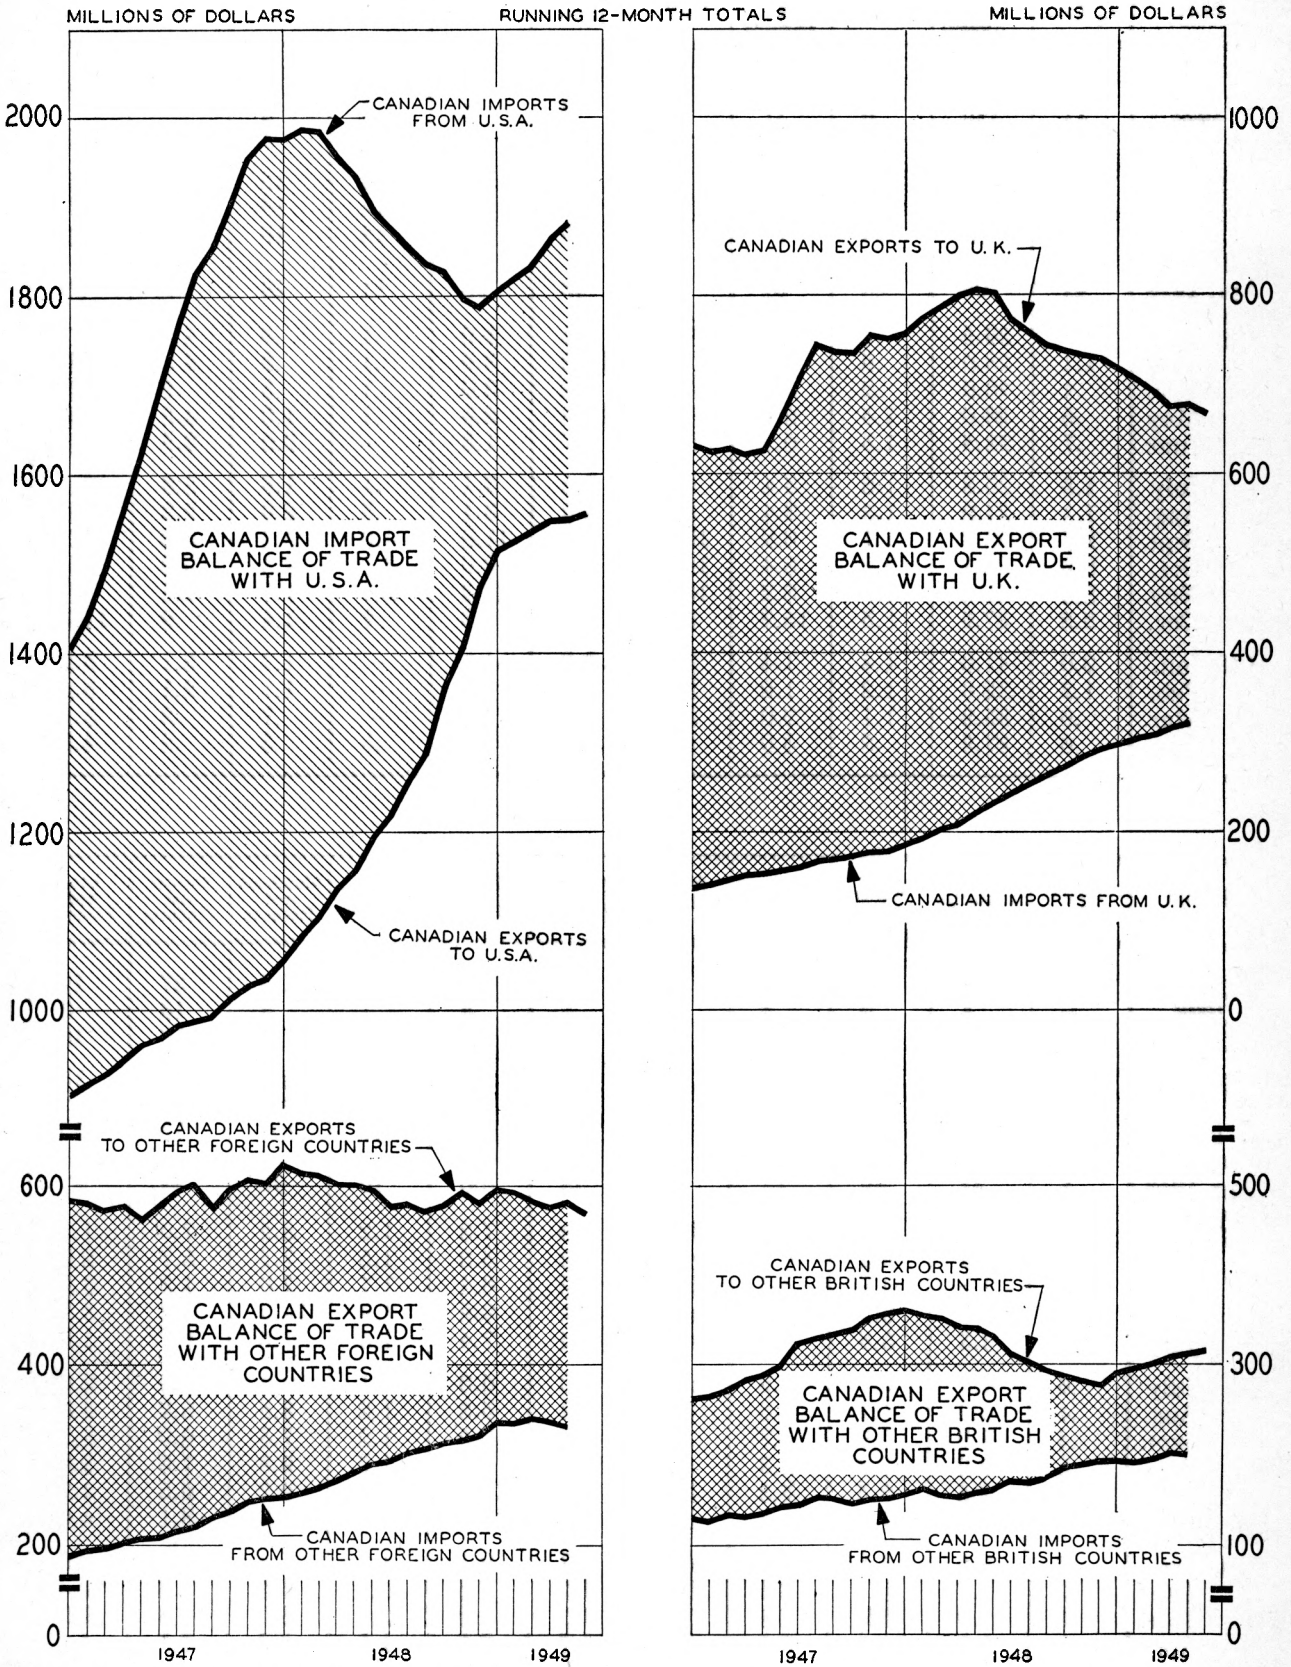 MILLIONS OF DOLLARS RUNNING 12-MONTH TOTALS MILLIONS OF DOLLARS
2000
1800
1600
1400
1200
1000
CANADIAN IMPORTS
FROM U.S.A.
CANADIAN IMPORT
BALANCE OF TRADE
WITH U.S.A.
CANADIAN EXPORTS
TO U.S.A.
1000
800
600
400
200
0
CANADIAN EXPORTS TO U.K.
CANADIAN EXPORT
BALANCE OF TRADE
WITH U.K.
CANADIAN IMPORTS FROM U.K.
600
400
200
0
CANADIAN EXPORTS
TO OTHER FOREIGN COUNTRIES
CANADIAN EXPORT
BALANCE OF TRADE
WITH OTHER FOREIGN
COUNTRIES
CANADIAN IMPORTS
FROM OTHER FOREIGN COUNTRIES
1947 1948 1949
500
300
100
0
CANADIAN EXPORTS
TO OTHER BRITISH COUNTRIES
CANADIAN EXPORT
BALANCE OF TRADE
WITH OTHER BRITISH
COUNTRIES
CANADIAN IMPORTS
FROM OTHER BRITISH COUNTRIES
1947 1948 1949